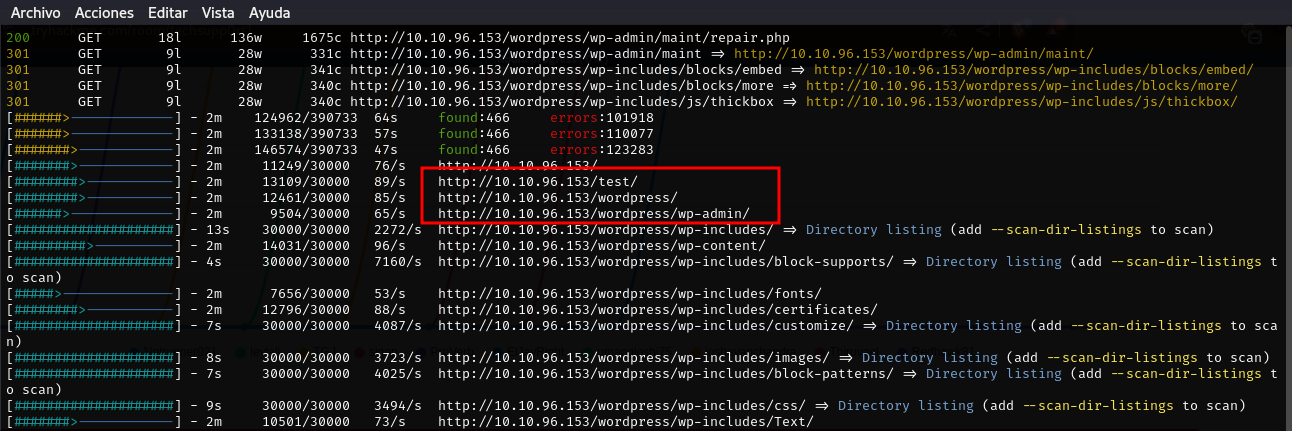 Archivo Acciones Editar Vista Ayuda
200 GET 18l 136w 1675c http://10.10.96.153/wordpress/wp-admin/maint/repair.php
301 GET 9l 28w 331c http://10.10.96.153/wordpress/wp-admin/maint => http://10.10.96.153/wordpress/wp-admin/maint/
301 GET 9l 28w 341c http://10.10.96.153/wordpress/wp-includes/blocks/embed => http://10.10.96.153/wordpress/wp-includes/blocks/embed/
301 GET 9l 28w 340c http://10.10.96.153/wordpress/wp-includes/blocks/more => http://10.10.96.153/wordpress/wp-includes/blocks/more/
301 GET 9l 28w 340c http://10.10.96.153/wordpress/wp-includes/js/thickbox => http://10.10.96.153/wordpress/wp-includes/js/thickbox/
[######>-------------] - 2m 124962/390733 64s found:466 errors:101918
[######>-------------] - 2m 133138/390733 57s found:466 errors:110077
[#######>------------] - 2m 146574/390733 47s found:466 errors:123283
[#######>------------] - 2m 11249/30000 76/s http://10.10.96.153/
[########>-----------] - 2m 13109/30000 89/s http://10.10.96.153/test/
[########>-----------] - 2m 12461/30000 85/s http://10.10.96.153/wordpress/
[######>-------------] - 2m 9504/30000 65/s http://10.10.96.153/wordpress/wp-admin/
[####################] - 13s 30000/30000 2272/s http://10.10.96.153/wordpress/wp-includes/ => Directory listing (add --scan-dir-listings to scan)
[#########>----------] - 2m 14031/30000 96/s http://10.10.96.153/wordpress/wp-content/
[####################] - 4s 30000/30000 7160/s http://10.10.96.153/wordpress/wp-includes/block-supports/ => Directory listing (add --scan-dir-listings t
o scan)
[#####>--------------] - 2m 7656/30000 53/s http://10.10.96.153/wordpress/wp-includes/fonts/
[########>-----------] - 2m 12796/30000 88/s http://10.10.96.153/wordpress/wp-includes/certificates/
[####################] - 7s 30000/30000 4087/s http://10.10.96.153/wordpress/wp-includes/customize/ => Directory listing (add --scan-dir-listings to sca
n)
[####################] - 8s 30000/30000 3723/s http://10.10.96.153/wordpress/wp-includes/images/ => Directory listing (add --scan-dir-listings to scan)
[####################] - 7s 30000/30000 4025/s http://10.10.96.153/wordpress/wp-includes/block-patterns/ => Directory listing (add --scan-dir-listings t
o scan)
[####################] - 9s 30000/30000 3494/s http://10.10.96.153/wordpress/wp-includes/css/ => Directory listing (add --scan-dir-listings to scan)
[#######>------------] - 2m 10501/30000 73/s http://10.10.96.153/wordpress/wp-includes/Text/